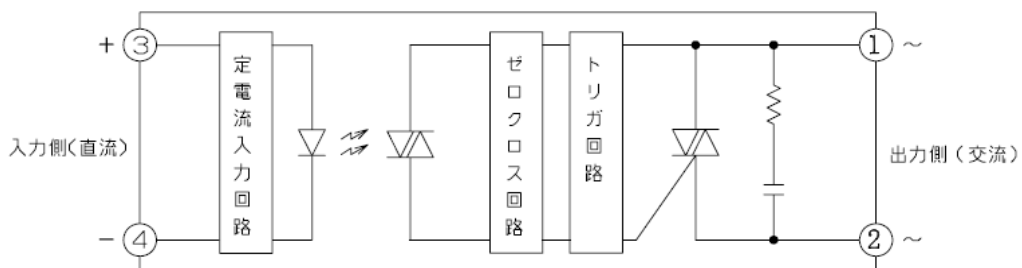 + ③
定電流入力回路
ゼロクロス回路
トリガ回路
① ～
入力側(直流)
出力側（交流）
- ④
② ～